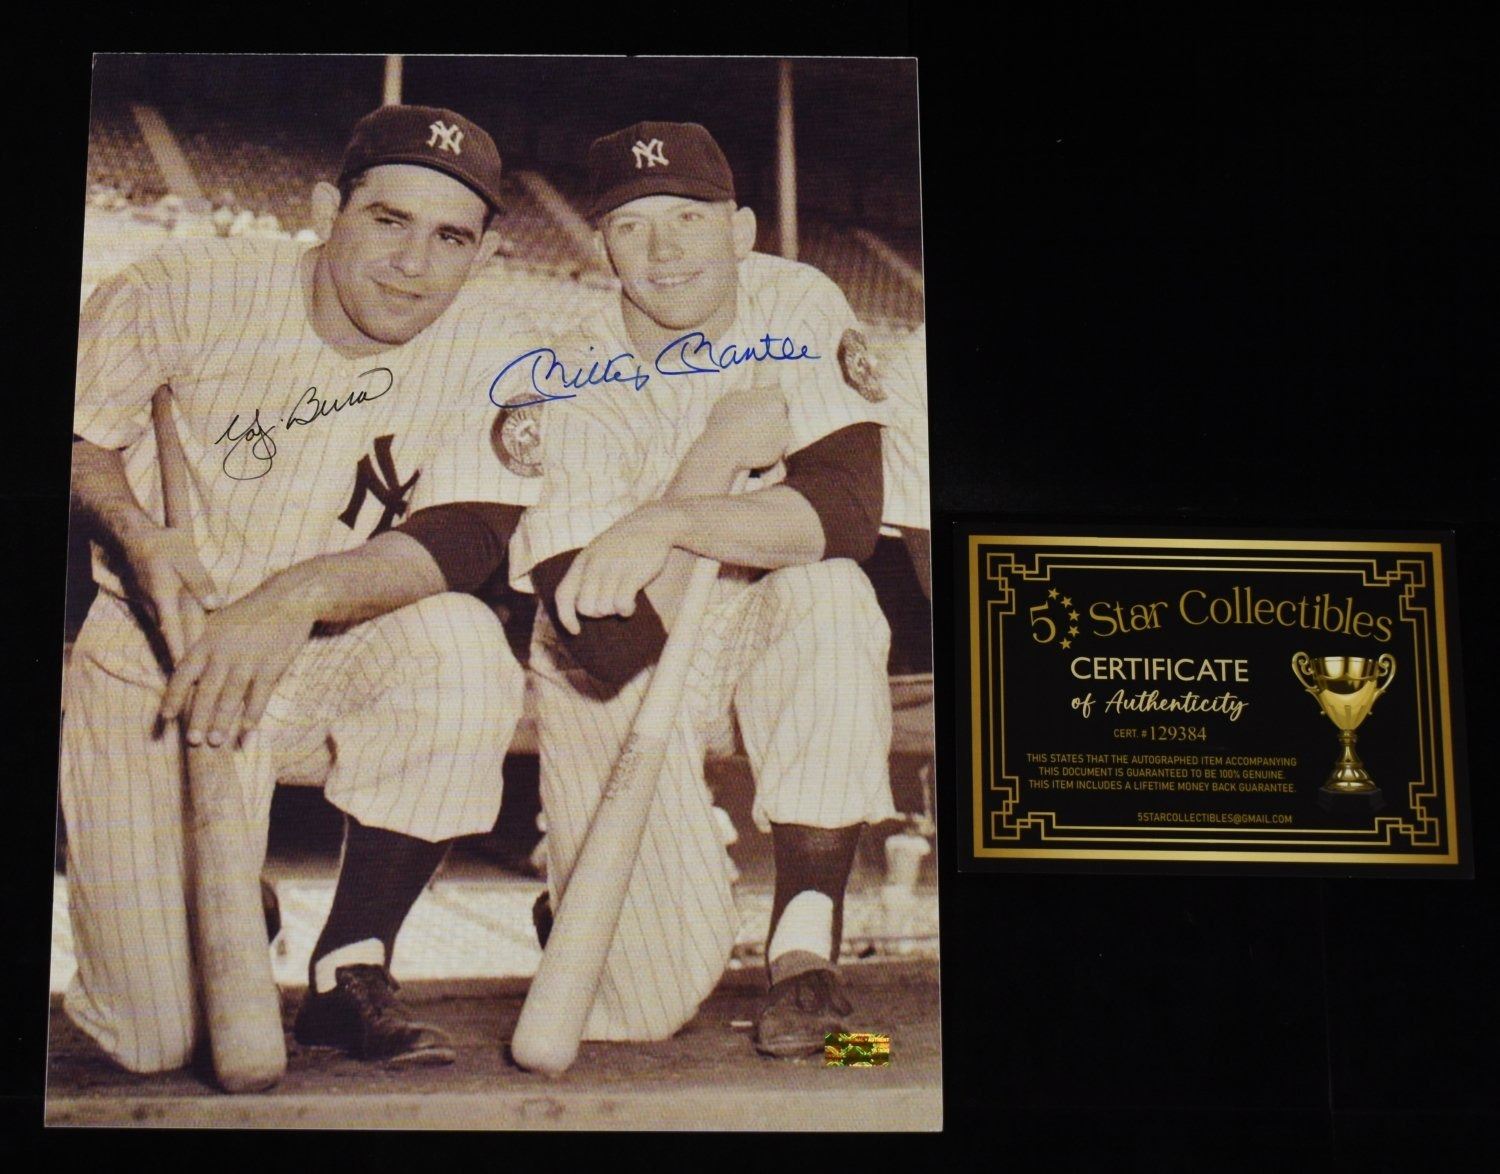 NY
NY
Yogi Berra
Mickey Mantle
NY
5 Star Collectibles
CERTIFICATE
of Authenticity
CERT. # 129384
THIS STATES THAT THE AUTOGRAPHED ITEM ACCOMPANYING
THIS DOCUMENT IS GUARANTEED TO BE 100% GENUINE.
THIS ITEM INCLUDES A LIFETIME MONEY BACK GUARANTEE.
5STARCOLLECTIBLES@GMAIL.COM